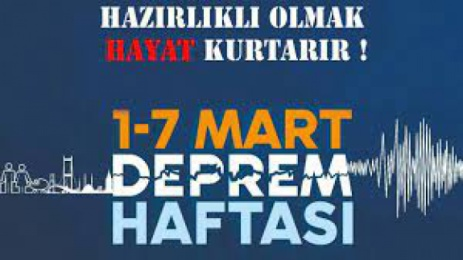 HAZIRLIKLI OLMAK
HAYAT KURTARIR !
1-7 MART
DEPREM
HAFTASI